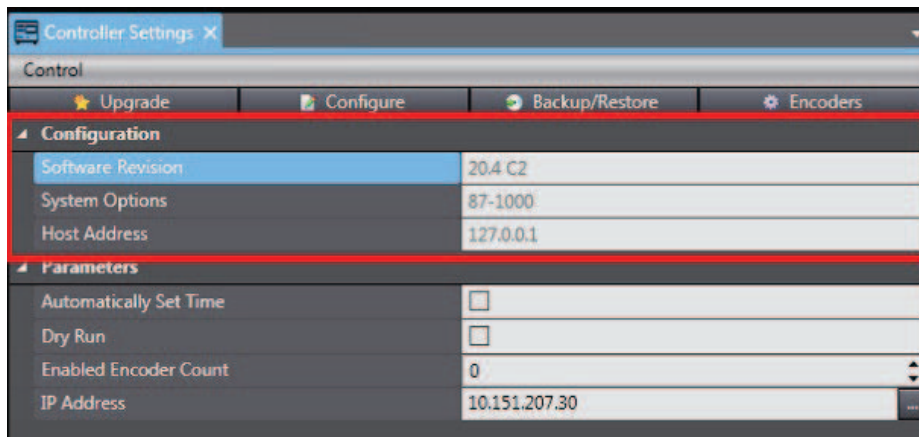 Controller Settings
Control
Upgrade Configure Backup/Restore Encoders
Configuration
Software Revision 20.4 C2
System Options 87-1000
Host Address 127.0.0.1
Parameters
Automatically Set Time
Dry Run
Enabled Encoder Count 0
IP Address 10.151.207.30 ...